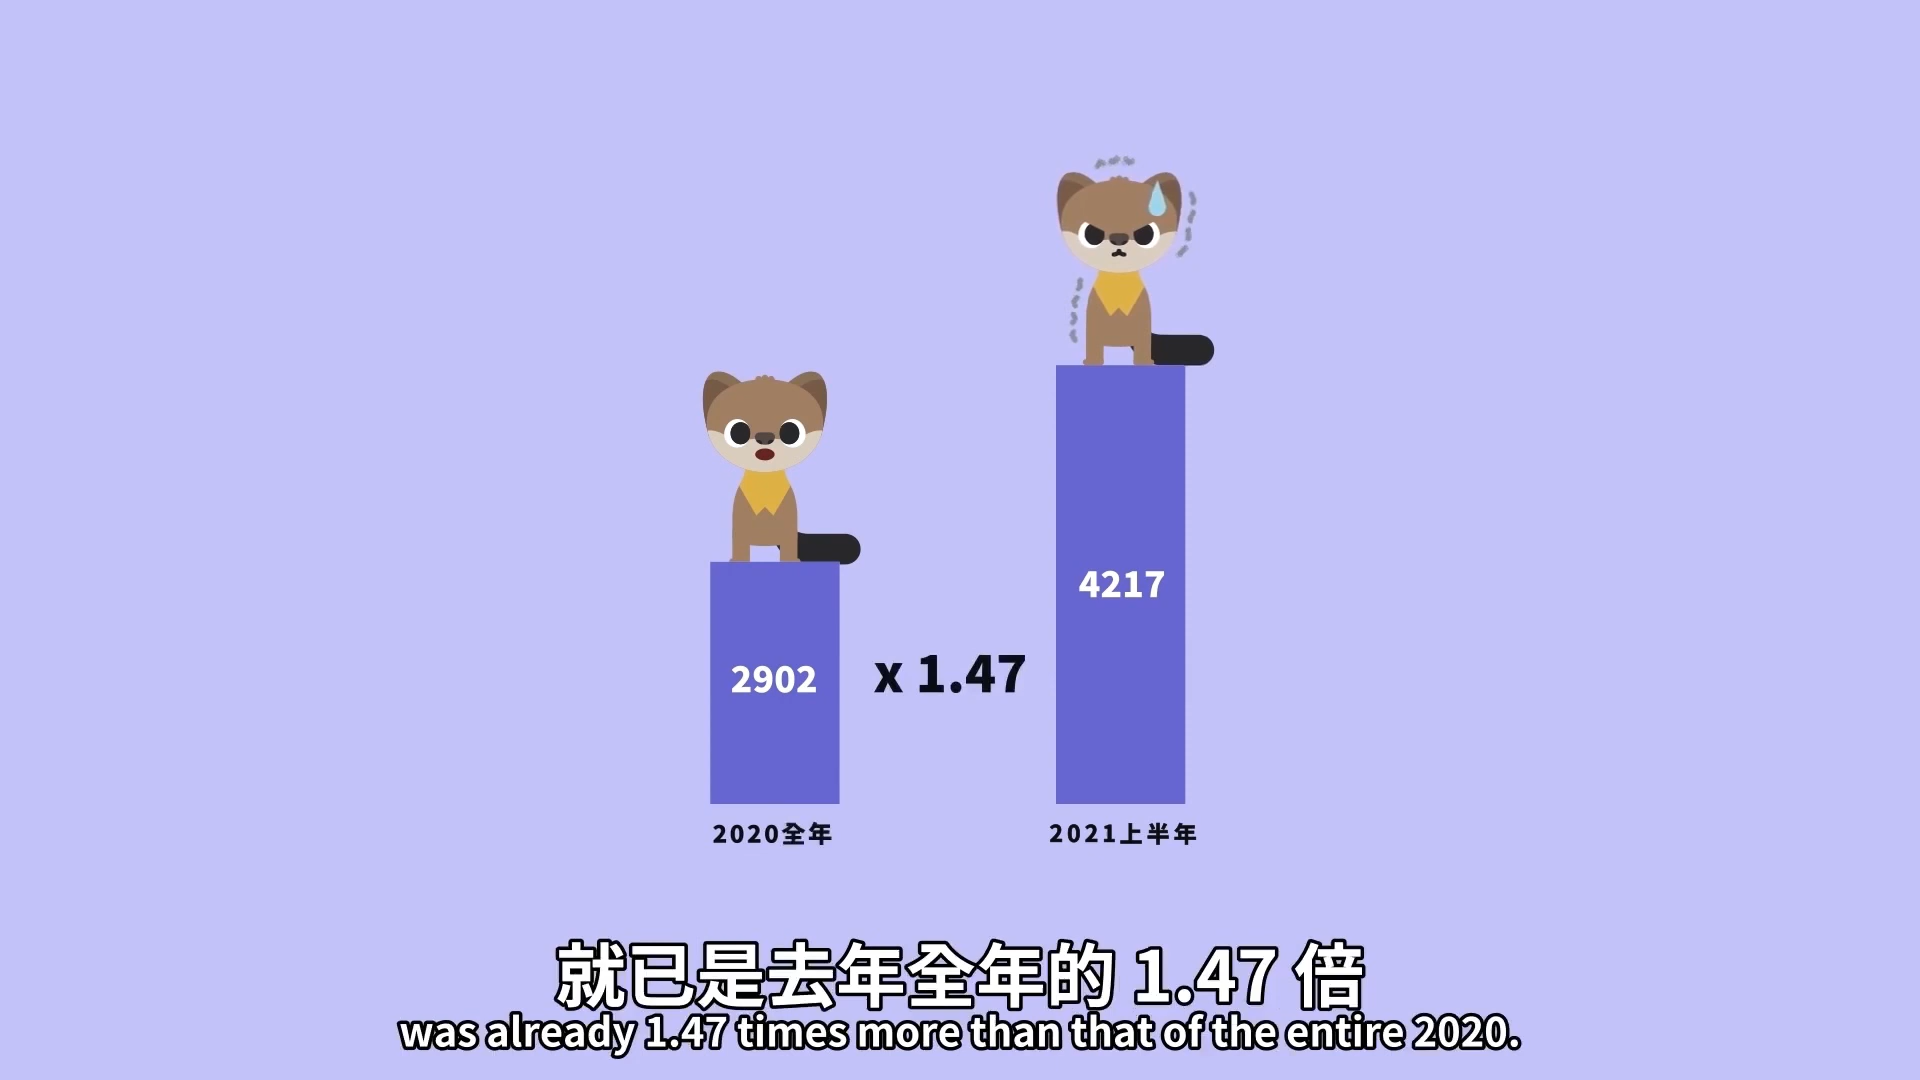 4217
2902
x 1.47
2020全年
2021上半年
就已是去年全年的 1.47 倍
was already 1.47 times more than that of the entire 2020.